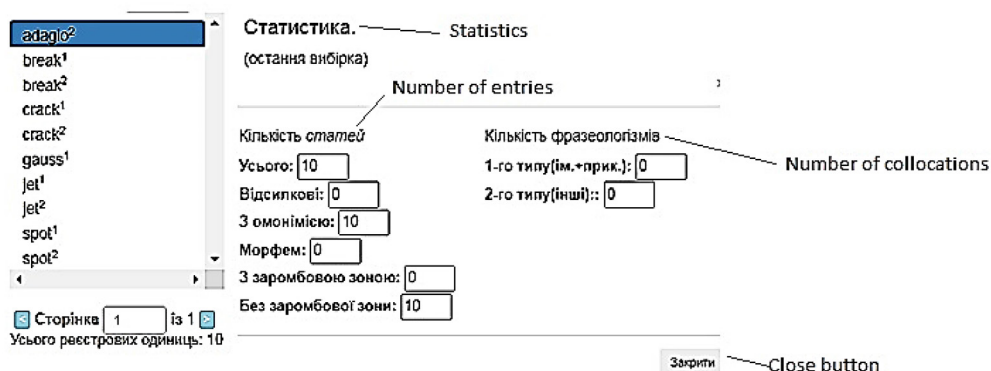 adagio²
break¹
break²
crack¹
crack²
gauss¹
jet¹
jet²
spot¹
spot²
Сторінка 1 із 1
Усього реєстрових одиниць: 10
Статистика.
Statistics
(остання вибірка)
Number of entries
Кількість статей
Усього: 10
Відсилкові: 0
З омонімією: 10
Морфем: 0
З заромбовою зоною: 0
Без заромбової зони: 10
Кількість фразеологізмів
1-го типу(ім.+прик.): 0
2-го типу(інші):: 0
Number of collocations
Закрити
Close button